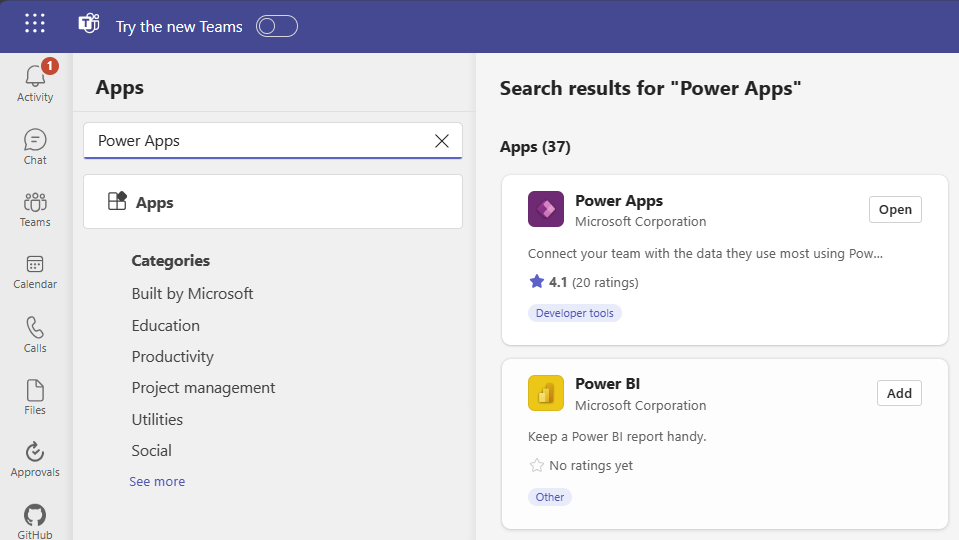 Try the new Teams
1
Activity
Chat
Teams
Calendar
Calls
Files
Approvals
GitHub
Apps
Power Apps
Apps
Categories
Built by Microsoft
Education
Productivity
Project management
Utilities
Social
See more
Search results for "Power Apps"
Apps (37)
Power Apps
Microsoft Corporation
Open
Connect your team with the data they use most using Pow...
4.1 (20 ratings)
Developer tools
Power BI
Microsoft Corporation
Add
Keep a Power BI report handy.
No ratings yet
Other